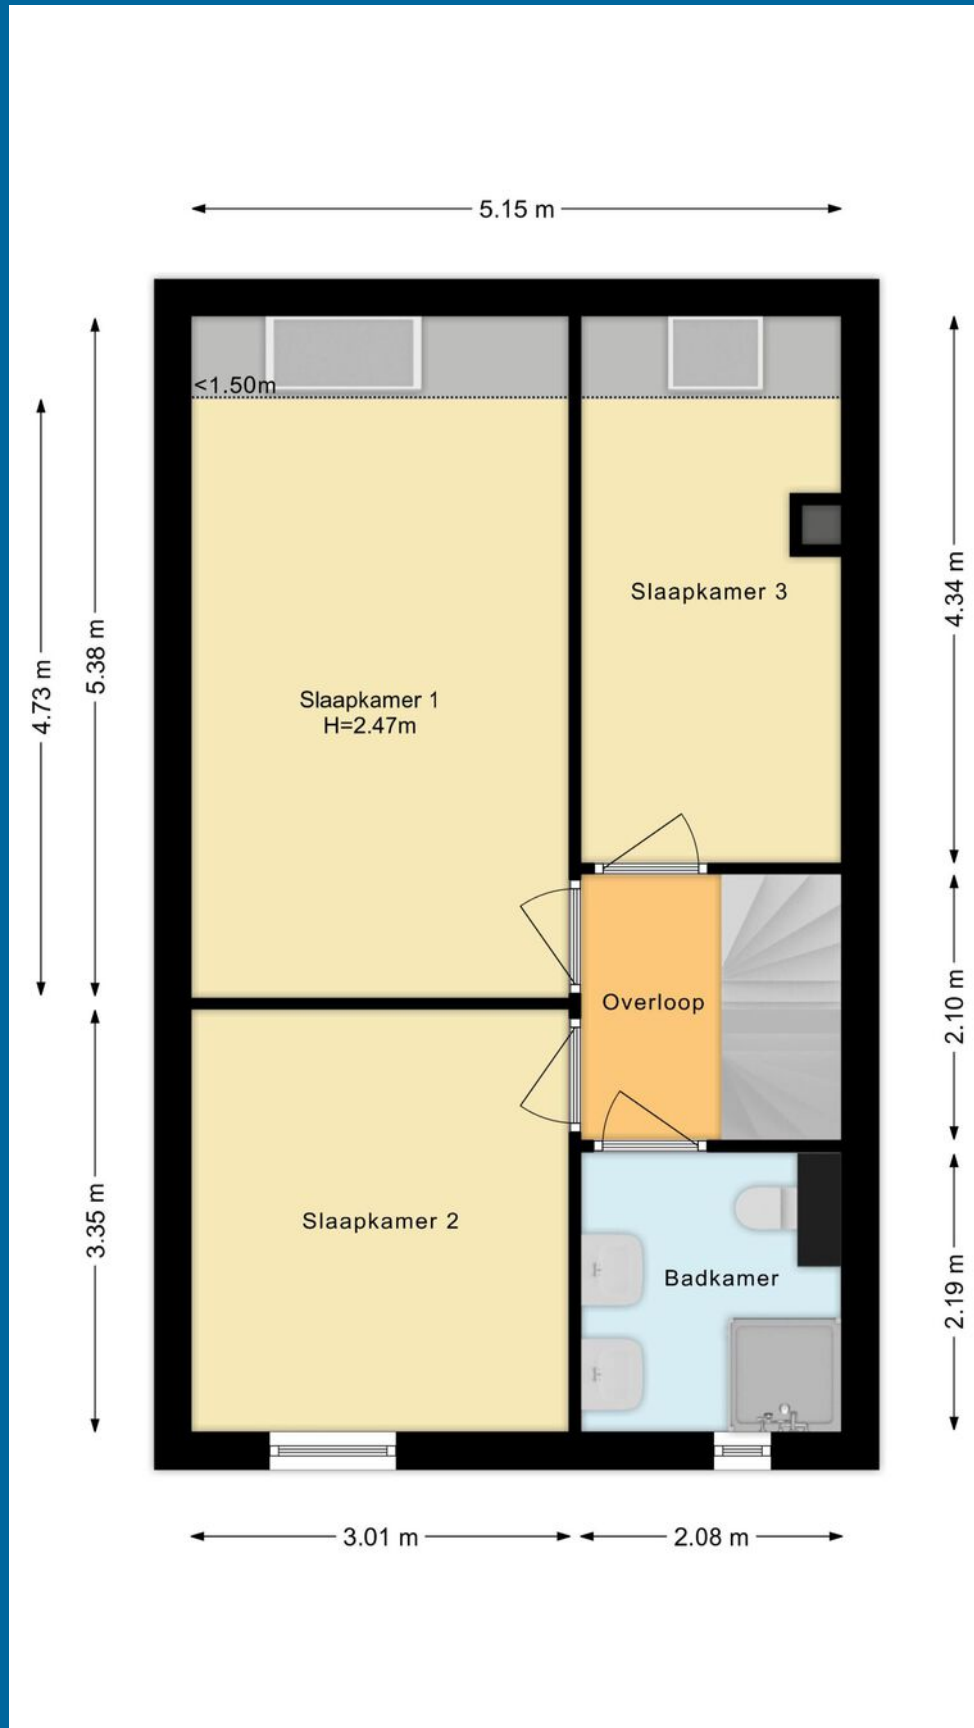 5.15 m
<1.50m
4.73 m
5.38 m
4.34 m
Slaapkamer 3
Slaapkamer 1
H=2.47m
Overloop
2.10 m
3.35 m
Slaapkamer 2
Badkamer
2.19 m
3.01 m
2.08 m